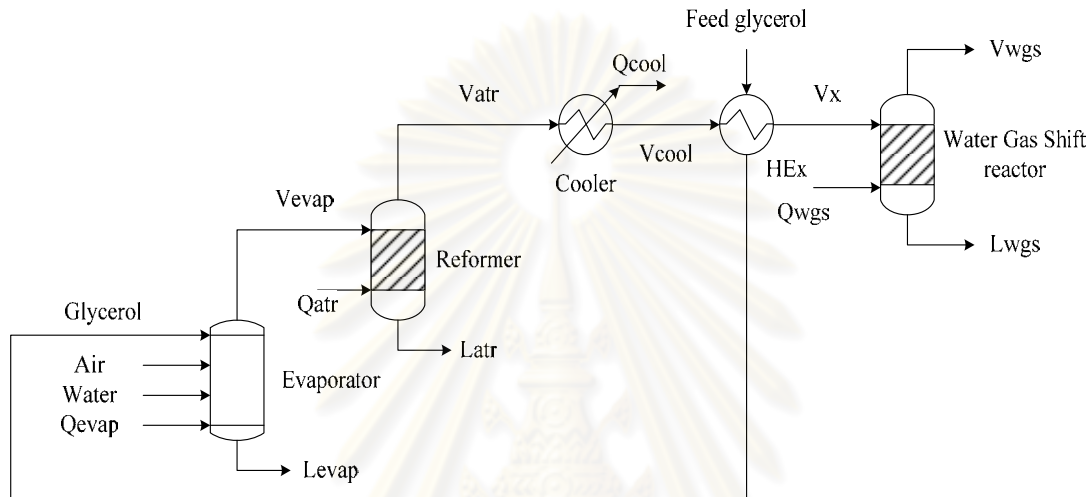 Feed glycerol
Vwgs
Qcool
Vatr
Vx
Vcool
Water Gas Shift
reactor
Cooler
HEx
Qwgs
Vevap
Lwgs
Reformer
Qatr
Glycerol
Latr
Air
Evaporator
Water
Qevap
Levap